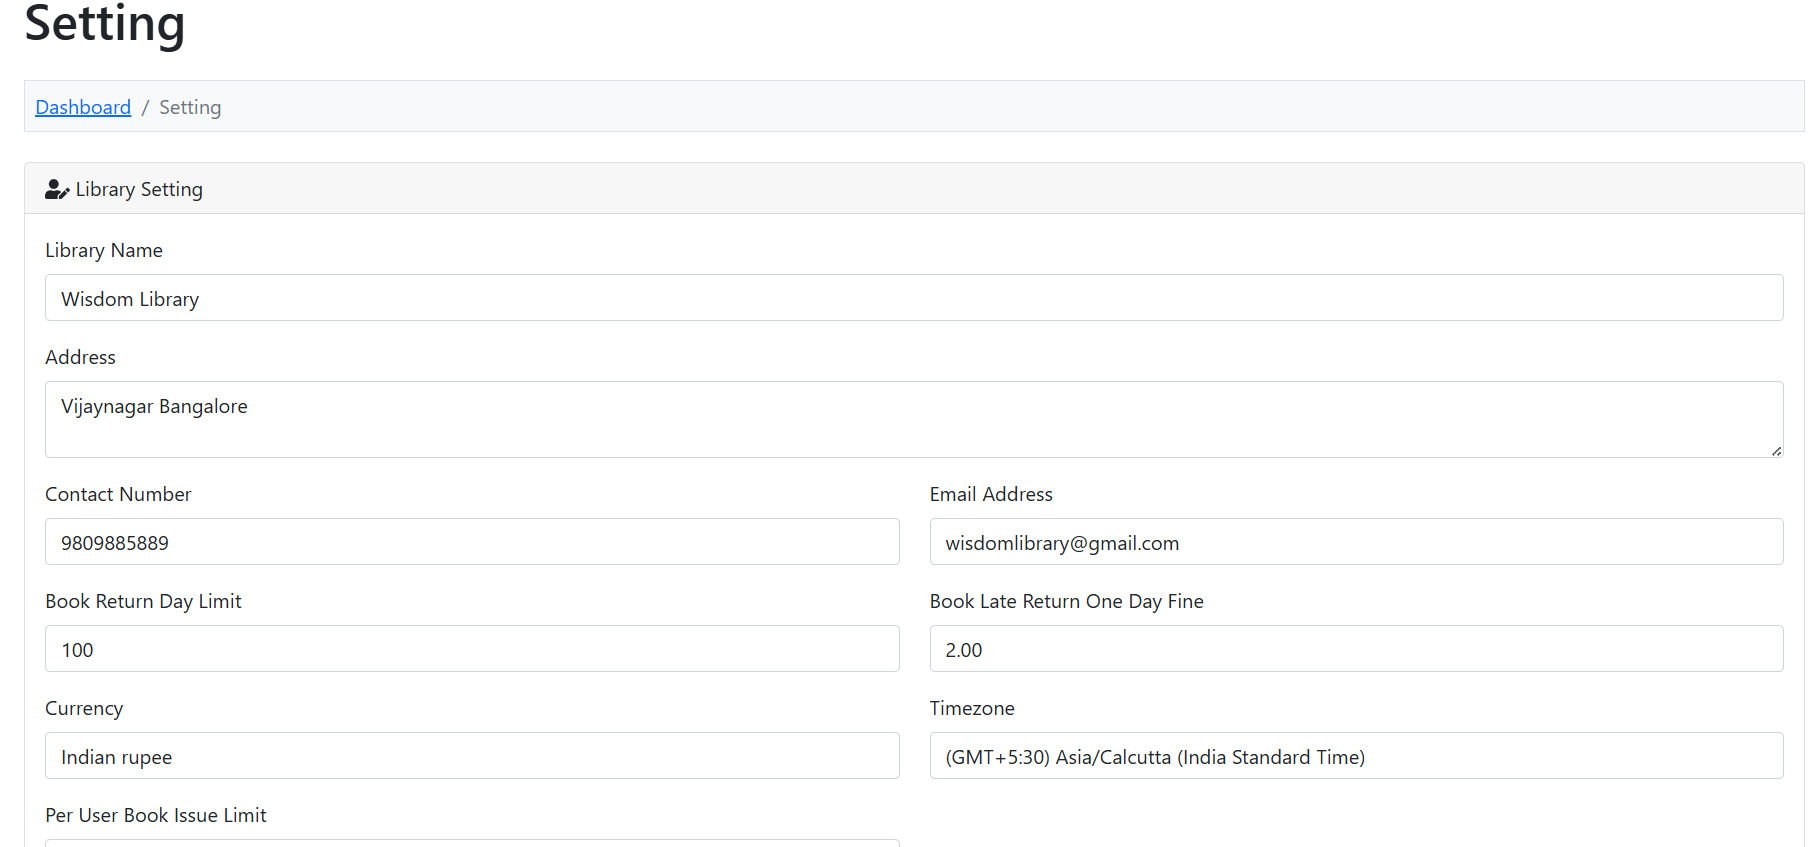 Setting
Dashboard / Setting
Library Setting
Library Name
Wisdom Library
Address
Vijaynagar Bangalore
Contact Number
Email Address
9809885889
wisdomlibrary@gmail.com
Book Return Day Limit
Book Late Return One Day Fine
100
2.00
Currency
Timezone
Indian rupee
(GMT+5:30) Asia/Calcutta (India Standard Time)
Per User Book Issue Limit